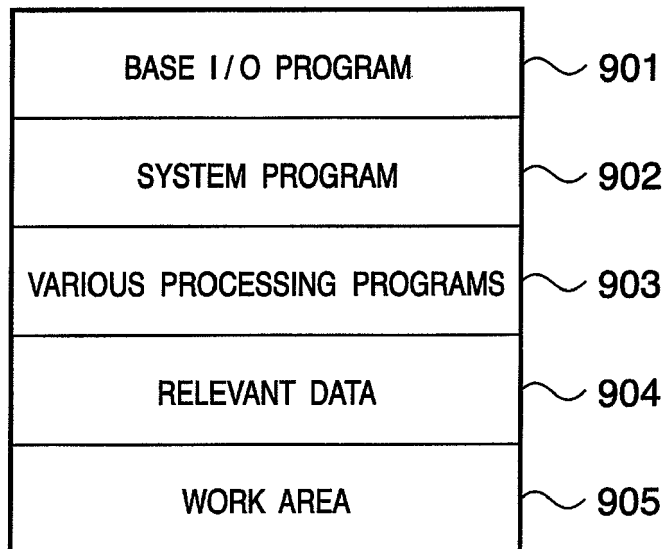 BASE I/O PROGRAM 901
SYSTEM PROGRAM 902
VARIOUS PROCESSING PROGRAMS 903
RELEVANT DATA 904
WORK AREA 905